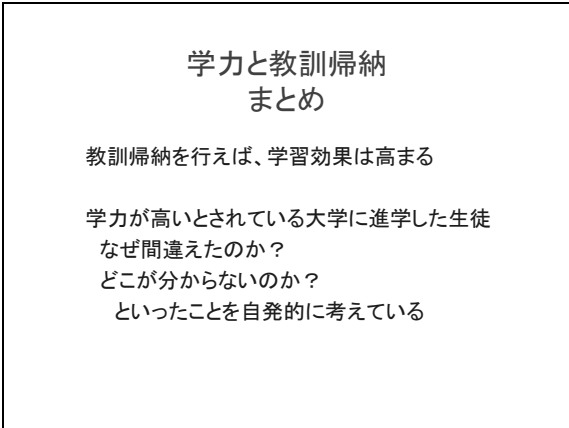 学力と教訓帰納
まとめ
教訓帰納を行えば、学習効果は高まる
学力が高いとされている大学に進学した生徒
なぜ間違えたのか？
どこが分からないのか？
といったことを自発的に考えている